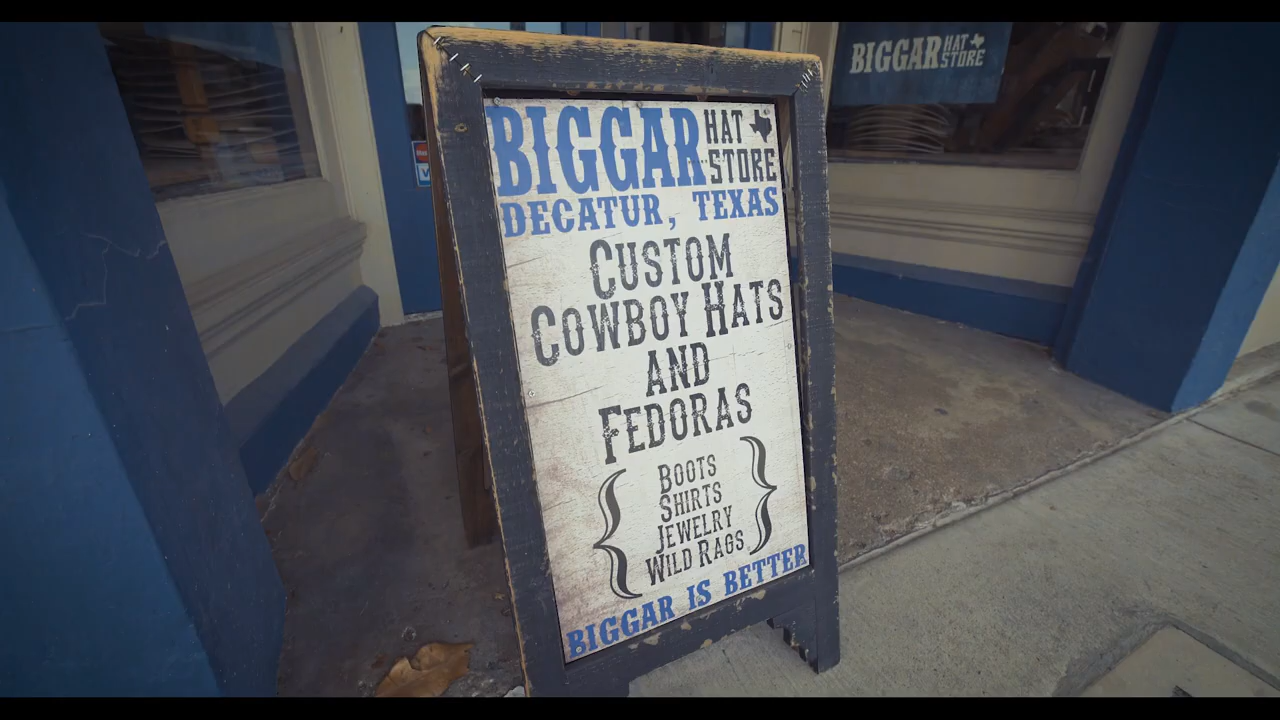 BIGGAR HAT STORE
DECATUR, TEXAS
CUSTOM
COWBOY HATS
AND
FEDORAS
BOOTS
SHIRTS
JEWELRY
WILD RAGS
BIGGAR IS BETTER
BIGGAR HAT STORE